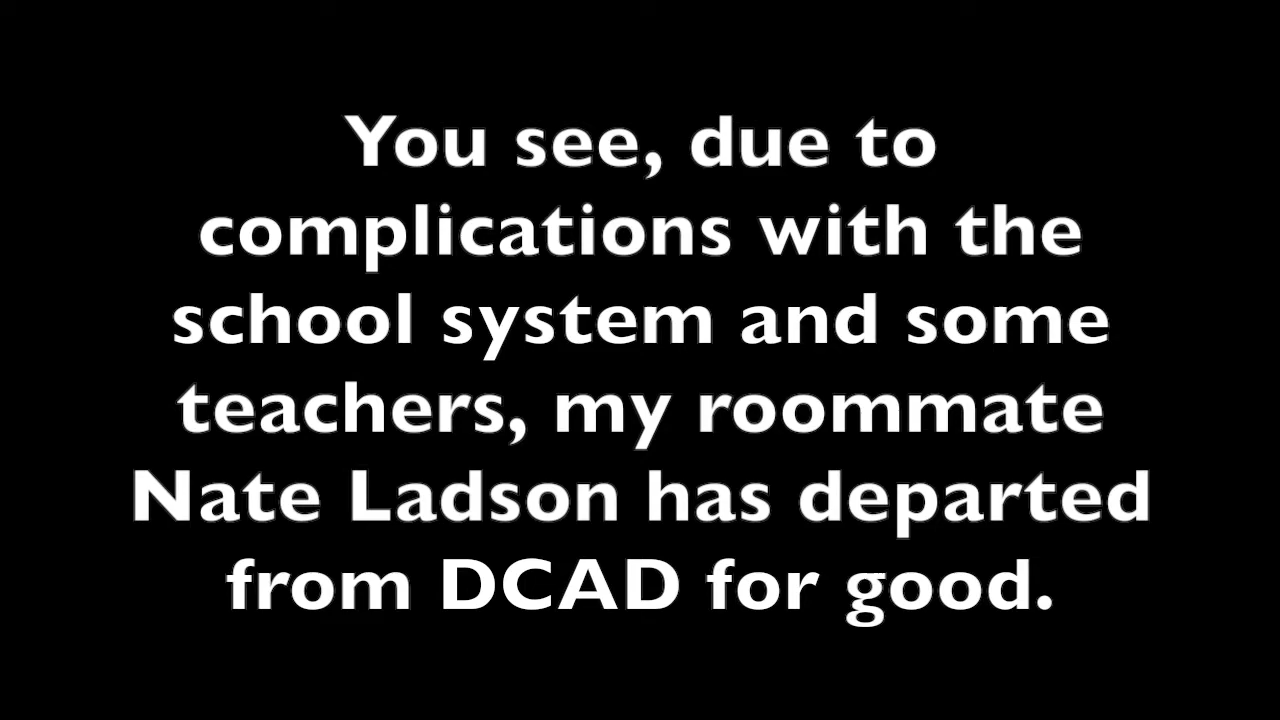 You see, due to
complications with the
school system and some
teachers, my roommate
Nate Ladson has departed
from DCAD for good.